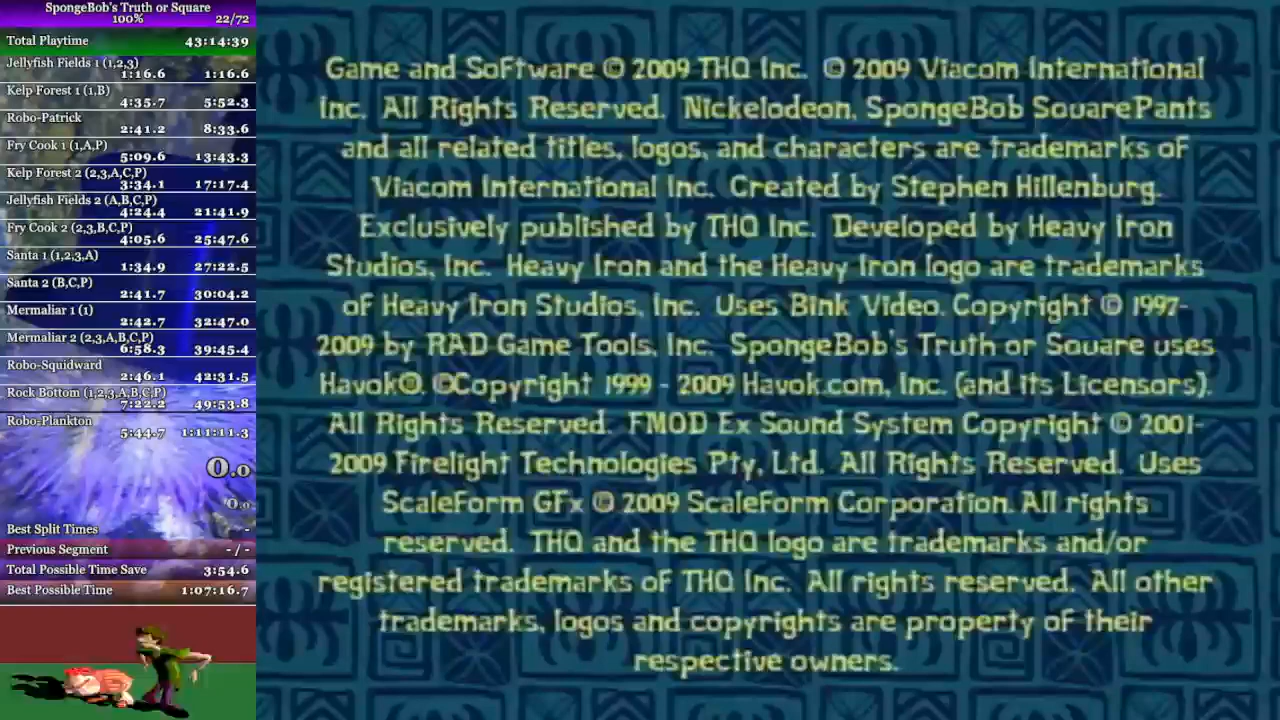 SpongeBob's Truth or Square
100% 22/72
Total Playtime 43:14:39
Jellyfish Fields 1 (1,2,3)
1:16.6 1:16.6
Kelp Forest 1 (1,B)
4:35.7 5:52.3
Robo-Patrick
2:41.2 8:33.6
Fry Cook 1 (1,A,P)
5:09.6 13:43.3
Kelp Forest 2 (2,3,A,C,P)
3:34.1 17:17.4
Jellyfish Fields 2 (A,B,C,P)
4:24.4 21:41.9
Fry Cook 2 (2,3,B,C,P)
4:05.6 25:47.6
Santa 1 (1,2,3,A)
1:34.9 27:22.5
Santa 2 (B,C,P)
2:41.7 30:04.2
Mermaliar 1 (1)
2:42.7 32:47.0
Mermaliar 2 (2,3,A,B,C,P)
6:58.3 39:45.4
Robo-Squidward
2:46.1 42:31.5
Rock Bottom (1,2,3,A,B,C,P)
7:22.2 49:53.8
Robo-Plankton
5:44.7 1:11:11.3
0.0
0.0
Best Split Times -
Previous Segment - / -
Total Possible Time Save 3:54.6
Best Possible Time 1:07:16.7
Game and Software © 2009 THQ Inc. © 2009 Viacom International
Inc. All Rights Reserved. Nickelodeon, SpongeBob SquarePants
and all related titles, logos, and characters are trademarks of
Viacom International Inc. Created by Stephen Hillenburg.
Exclusively published by THQ Inc. Developed by Heavy Iron
Studios, Inc. Heavy Iron and the Heavy Iron logo are trademarks
of Heavy Iron Studios, Inc. Uses Bink Video. Copyright © 1997-
2009 by RAD Game Tools, Inc. SpongeBob's Truth or Square uses
Havok®. ©Copyright 1999 - 2009 Havok.com, Inc. (and its Licensors).
All Rights Reserved. FMOD Ex Sound System Copyright © 2001-
2009 Firelight Technologies Pty, Ltd. All Rights Reserved. Uses
ScaleForm GFx © 2009 ScaleForm Corporation. All rights
reserved. THQ and the THQ logo are trademarks and/or
registered trademarks of THQ Inc. All rights reserved. All other
trademarks, logos and copyrights are property of their
respective owners.